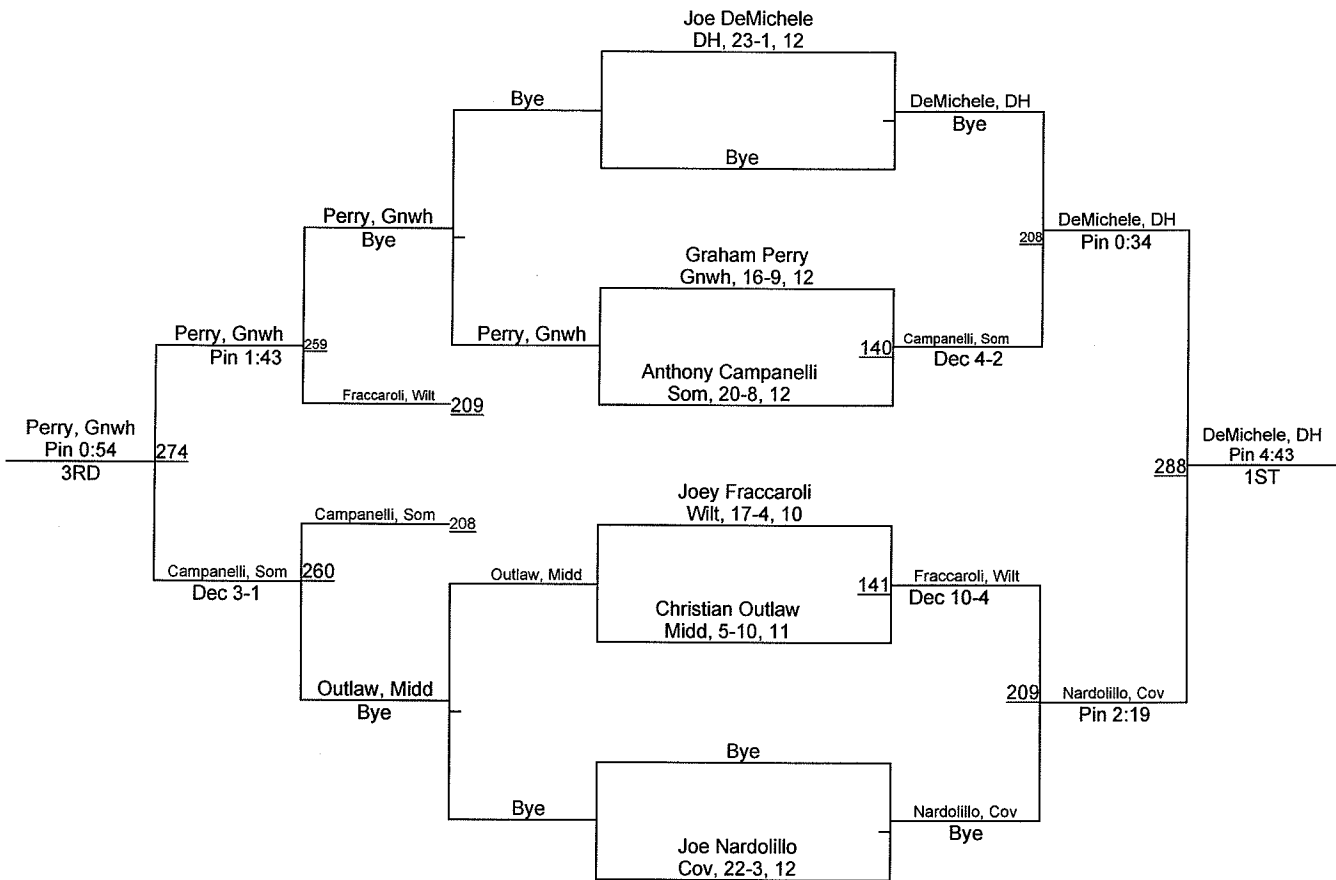 Joe DeMichele
DH, 23-1, 12
Bye
DeMichele, DH
Bye
Bye
Perry, Gnwh
Bye
DeMichele, DH
208
Pin 0:34
Graham Perry
Gnwh, 16-9, 12
Perry, Gnwh
Pin 1:43
259
Perry, Gnwh
140
Campanelli, Som
Dec 4-2
Anthony Campanelli
Som, 20-8, 12
Fraccaroli, Wilt
209
Perry, Gnwh
Pin 0:54
274
3RD
DeMichele, DH
Pin 4:43
288
1ST
Joey Fraccaroli
Wilt, 17-4, 10
Campanelli, Som
208
Campanelli, Som
260
Dec 3-1
Outlaw, Midd
141
Fraccaroli, Wilt
Dec 10-4
Christian Outlaw
Midd, 5-10, 11
Outlaw, Midd
Bye
209
Nardolillo, Cov
Pin 2:19
Bye
Bye
Nardolillo, Cov
Bye
Joe Nardolillo
Cov, 22-3, 12